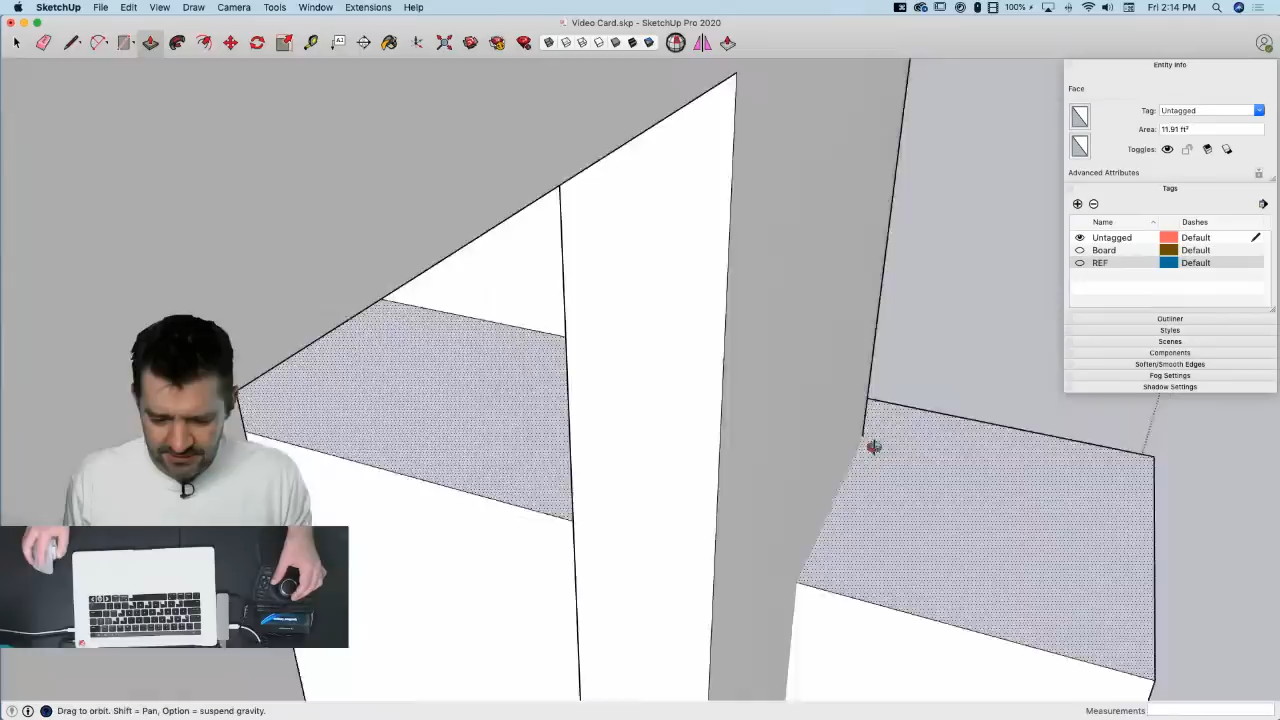 SketchUp File Edit View Draw Camera Tools Window Extensions Help
100% Fri 2:14 PM
Video Card.skp - SketchUp Pro 2020
A1
Entity Info
Face
Tag: Untagged
Area: 11.91 ft²
Toggles:
Advanced Attributes
Tags
Name Dashes
Untagged Default
Board Default
REF Default
Outliner
Styles
Scenes
Components
Soften/Smooth Edges
Fog Settings
Shadow Settings
Drag to orbit. Shift = Pan, Option = suspend gravity.
Measurements